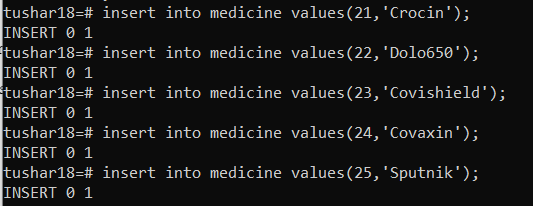 tushar18=# insert into medicine values(21,'Crocin');
INSERT 0 1
tushar18=# insert into medicine values(22,'Dolo650');
INSERT 0 1
tushar18=# insert into medicine values(23,'Covishield');
INSERT 0 1
tushar18=# insert into medicine values(24,'Covaxin');
INSERT 0 1
tushar18=# insert into medicine values(25,'Sputnik');
INSERT 0 1